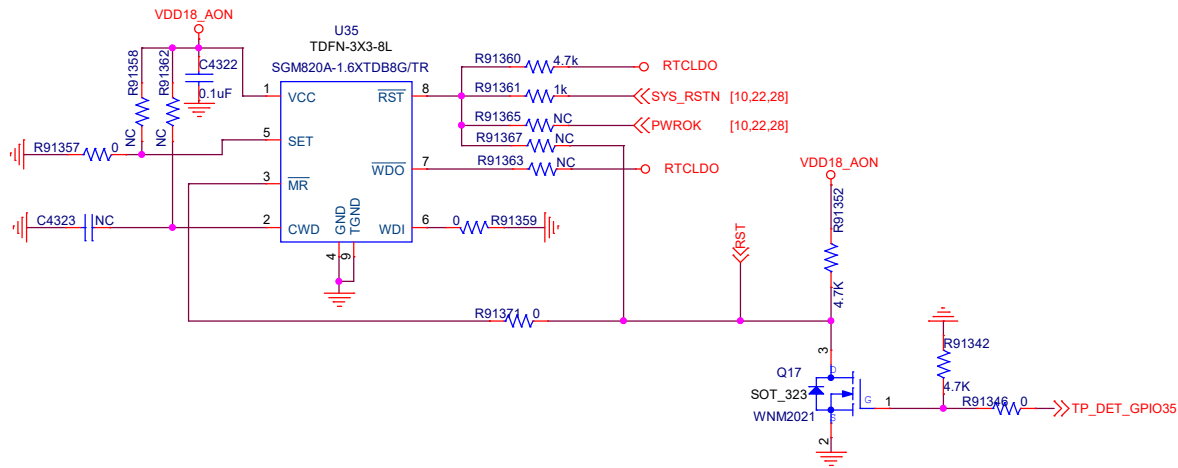 VDD18_AON
U35
TDFN-3X3-8L
SGM820A-1.6XTDB8G/TR
R91358
R91362
C4322
0.1uF
NC
NC
R91357 0
C4323 NC
1 VCC
5 SET
3 MR
2 CWD
GND
TGND
4
9
RST 8
WDO 7
WDI 6
R91360 4.7k RTCLDO
R91361 1k SYS_RSTN [10,22,28]
R91365 NC PWROK [10,22,28]
R91367 NC
R91363 NC RTCLDO
0 R91359
VDD18_AON
R91352
4.7K
RST
R91371 0
3
Q17
SOT_323
WNM2021
D
G
S
1
2
R91342
4.7K
R91346 0
TP_DET_GPIO35